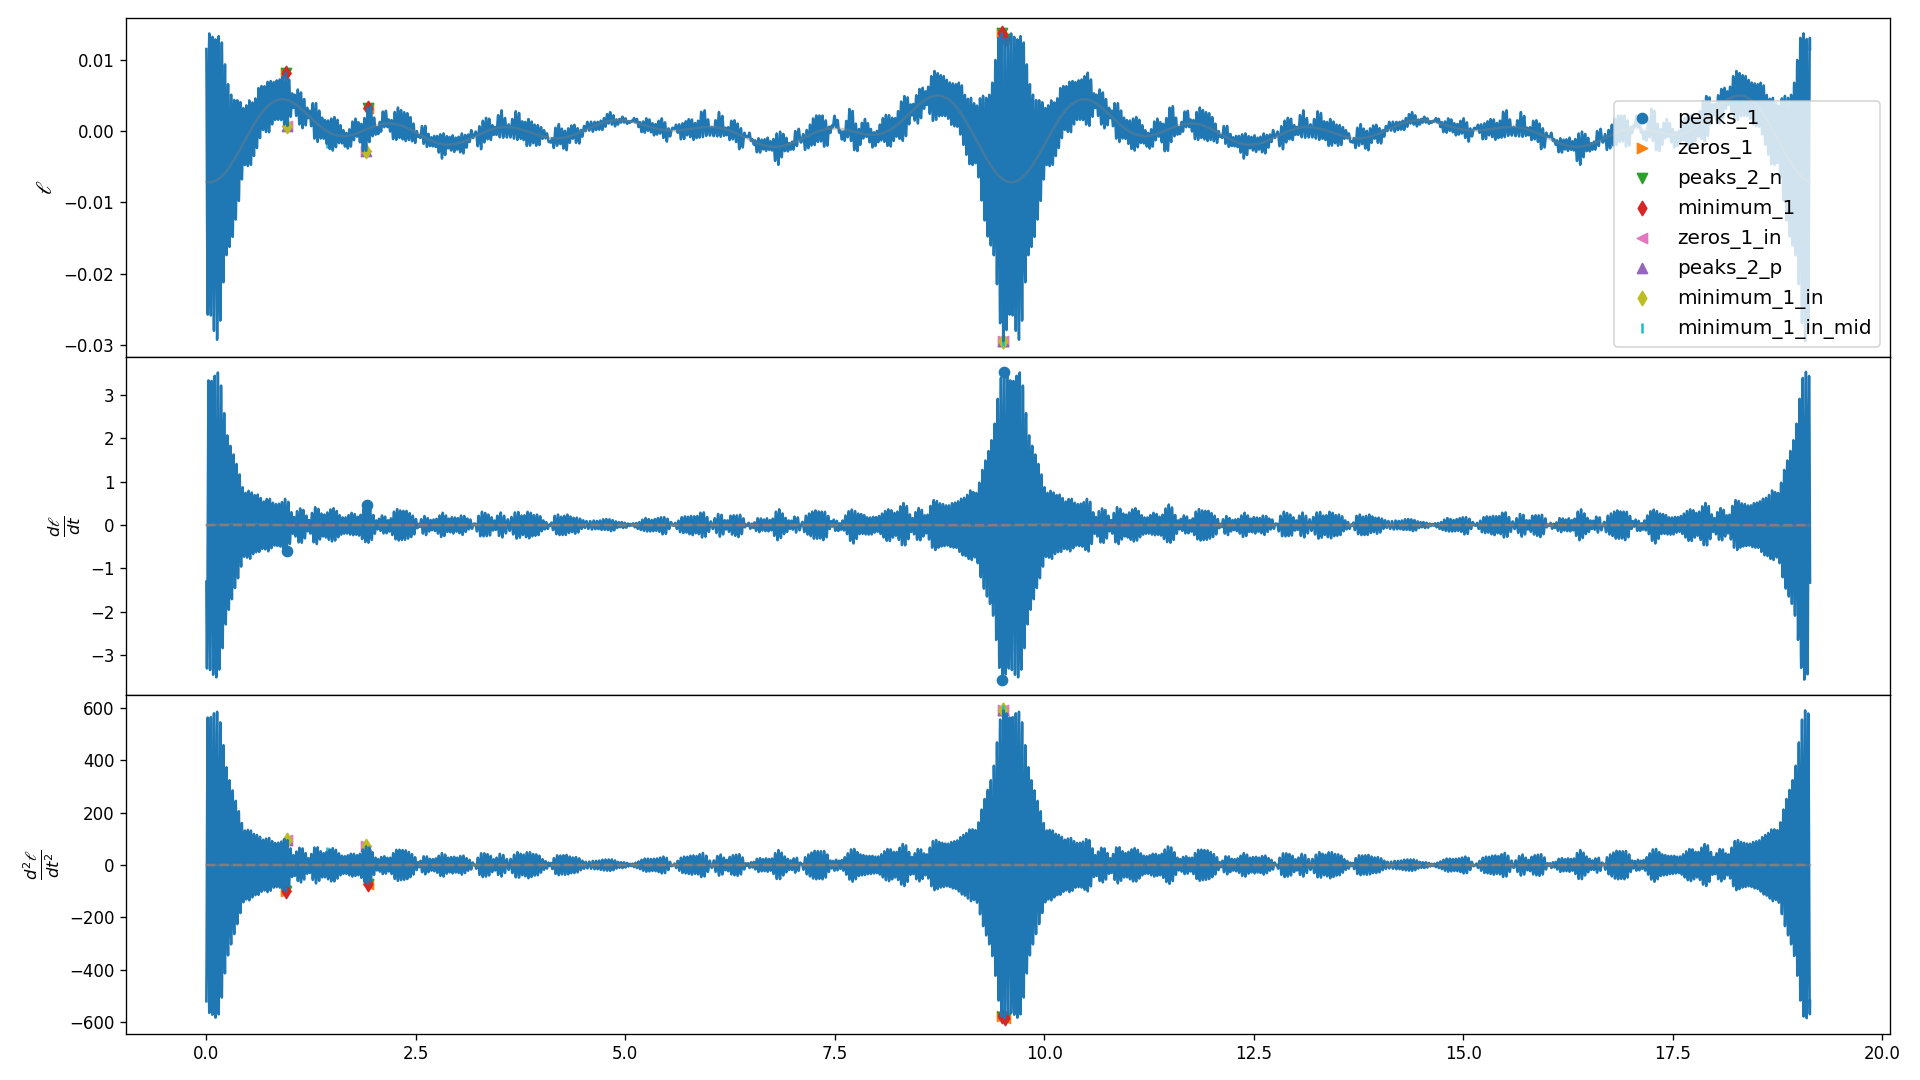 0.01
0.00
−0.01
−0.02
−0.03
ℓ
peaks_1
zeros_1
peaks_2_n
minimum_1
zeros_1_in
peaks_2_p
minimum_1_in
minimum_1_in_mid
3
2
1
0
−1
−2
−3
dℓ
dt
600
400
200
0
−200
−400
−600
d²ℓ
dt²
0.0 2.5 5.0 7.5 10.0 12.5 15.0 17.5 20.0